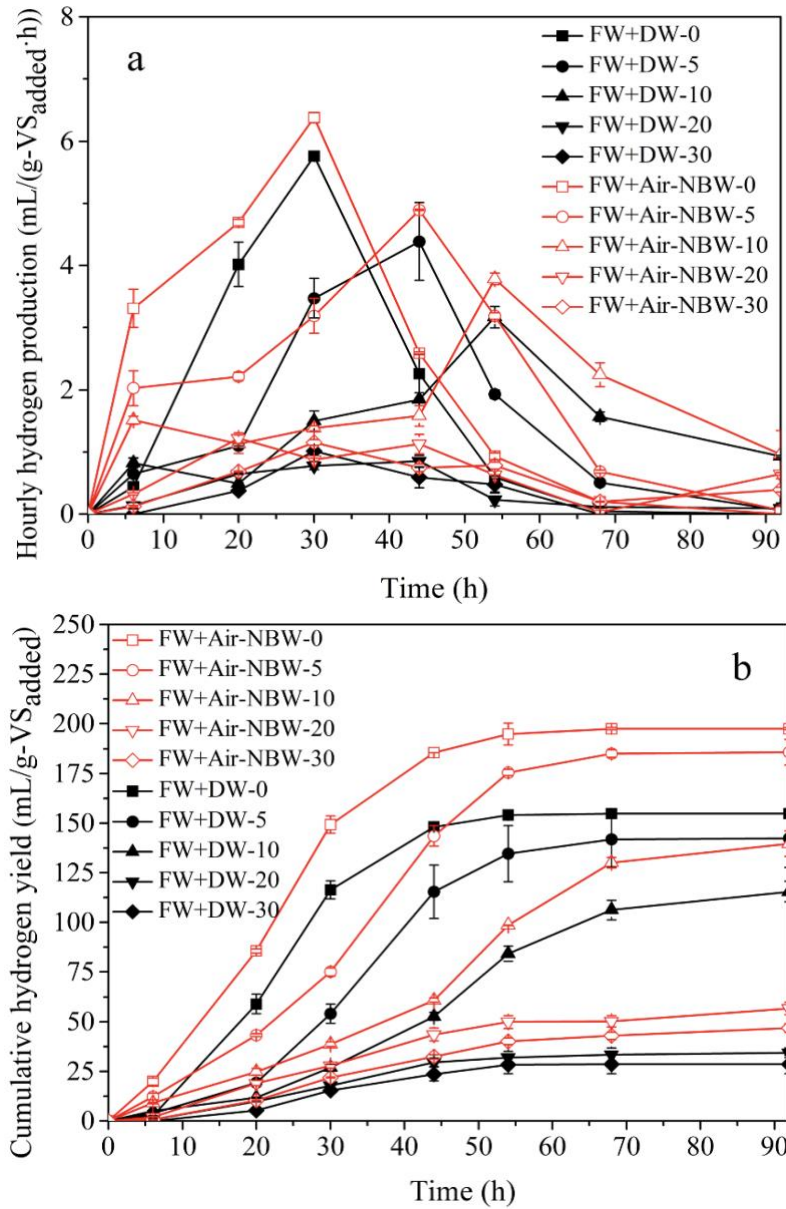 Hourly hydrogen production (mL/(g-VSadded·h))
8
6
4
2
0
a
FW+DW-0
FW+DW-5
FW+DW-10
FW+DW-20
FW+DW-30
FW+Air-NBW-0
FW+Air-NBW-5
FW+Air-NBW-10
FW+Air-NBW-20
FW+Air-NBW-30
0 10 20 30 40 50 60 70 80 90
Time (h)
Cumulative hydrogen yield (mL/g-VSadded)
250
225
200
175
150
125
100
75
50
25
0
FW+Air-NBW-0
FW+Air-NBW-5
FW+Air-NBW-10
FW+Air-NBW-20
FW+Air-NBW-30
FW+DW-0
FW+DW-5
FW+DW-10
FW+DW-20
FW+DW-30
b
0 10 20 30 40 50 60 70 80 90
Time (h)